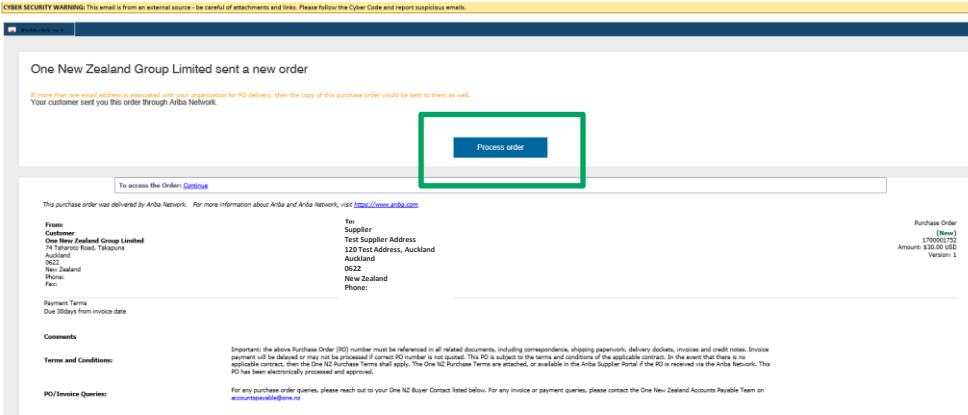 CYBER SECURITY WARNING: This email is from an external source - be careful of attachments and links. Please follow the Cyber Code and report suspicious emails.
One New Zealand Group Limited sent a new order
If more than one email address is associated with your organization for PO delivery, then the copy of this purchase order would be sent to them as well.
Your customer sent you this order through Ariba Network.
Process order
To access the Order: Continue
This purchase order was delivered by Ariba Network. For more information about Ariba and Ariba Network, visit https://www.ariba.com.
From:
Customer
One New Zealand Group Limited
74 Taharoto Road, Takapuna
Auckland
0622
New Zealand
Phone:
Fax:
To:
Supplier
Test Supplier Address
120 Test Address, Auckland
Auckland
0622
New Zealand
Phone:
Purchase Order
(New)
1700001752
Amount: $30.00 USD
Version: 1
Payment Terms
Due 30days from invoice date
Comments
Terms and Conditions:
Important: the above Purchase Order (PO) number must be referenced in all related documents, including correspondence, shipping paperwork, delivery dockets, invoices and credit notes. Invoice
payment will be delayed or may not be processed if correct PO number is not quoted. This PO is subject to the terms and conditions of the applicable contract. In the event that there is no
applicable contract, then the One NZ Purchase Terms shall apply. The One NZ Purchase Terms are attached, or available in the Ariba Supplier Portal if the PO is received via the Ariba Network. This
PO has been electronically processed and approved.
PO/Invoice Queries:
For any purchase order queries, please reach out to your One NZ Buyer Contact listed below. For any invoice or payment queries, please contact the One New Zealand Accounts Payable Team on
accountspayable@one.nz